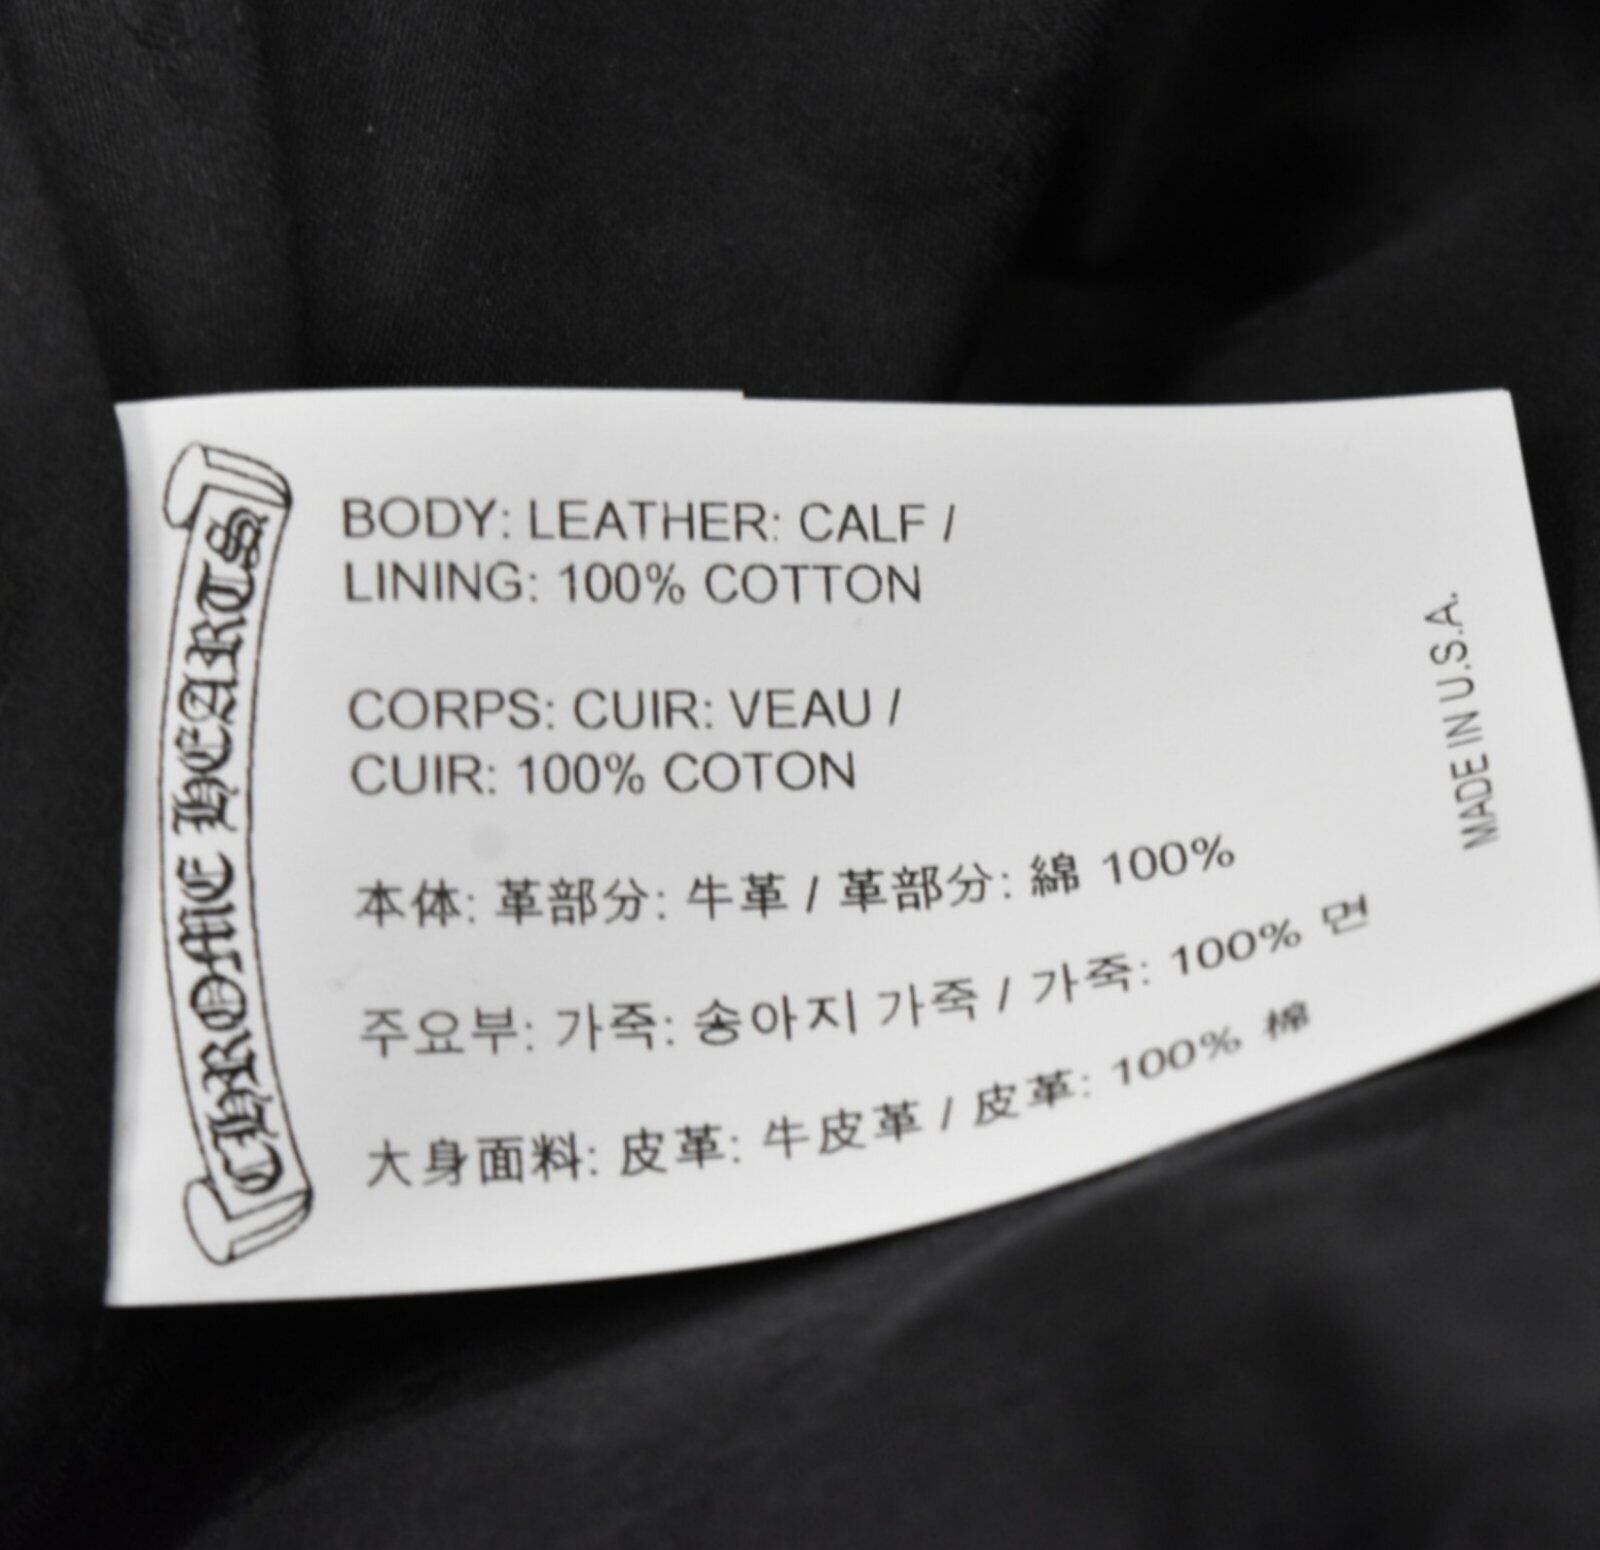 CHROME HEARTS
BODY: LEATHER: CALF /
LINING: 100% COTTON
CORPS: CUIR: VEAU /
CUIR: 100% COTON
本体: 革部分: 牛革 / 革部分: 綿 100%
주요부: 가죽: 송아지 가죽 / 가죽: 100% 면
大身面料: 皮革: 牛皮革 / 皮革: 100% 棉
MADE IN U.S.A.